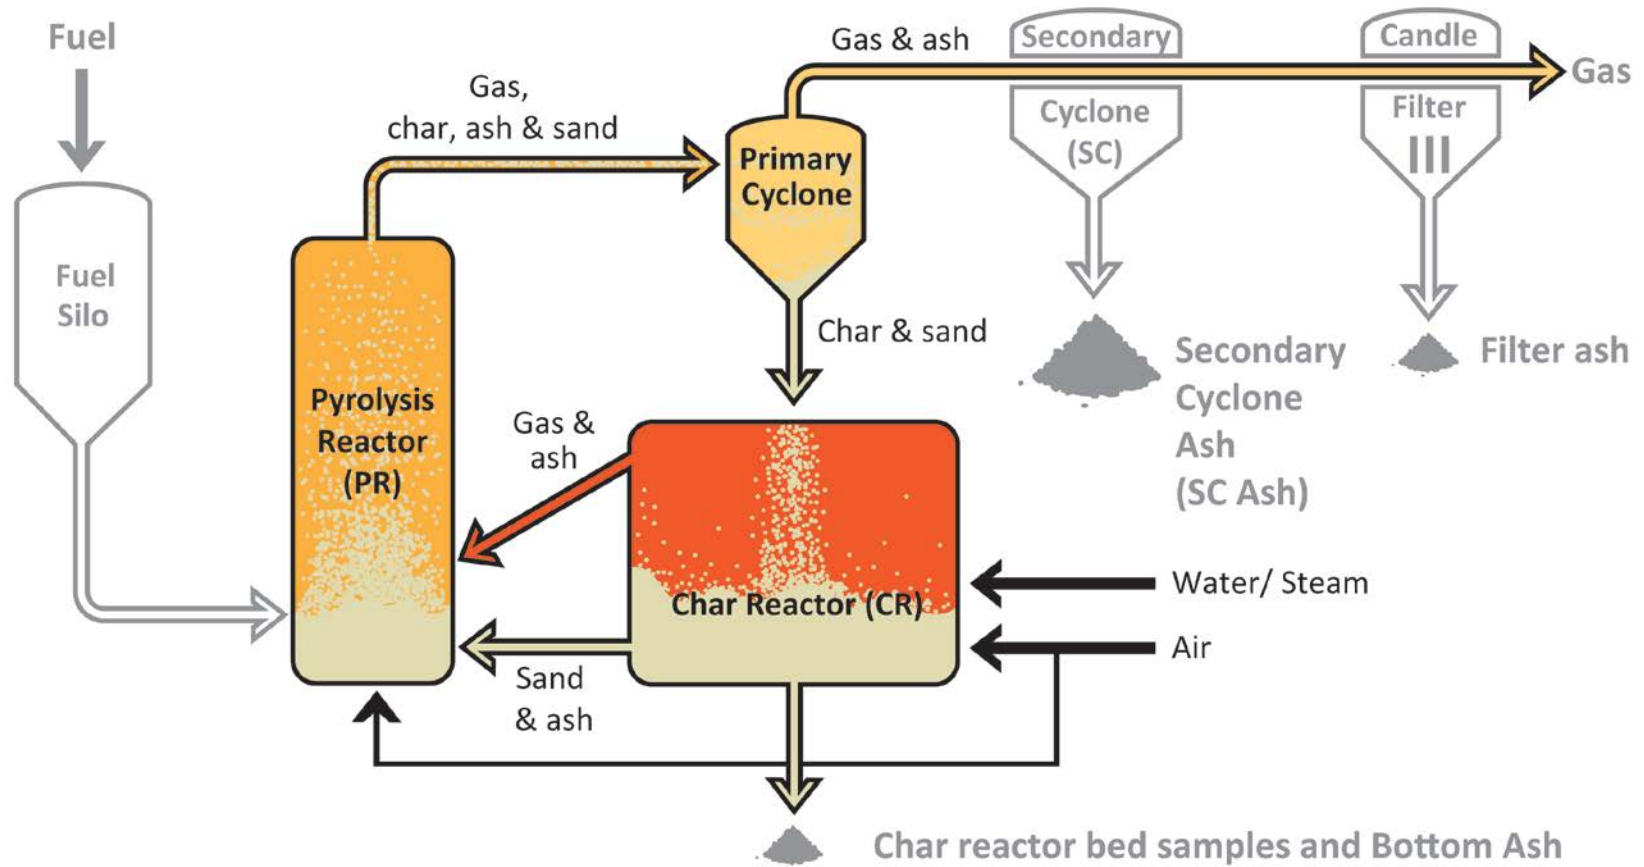 Fuel
Gas & ash
Secondary
Candle
Gas
Gas,
char, ash & sand
Cyclone
(SC)
Filter
Primary
Cyclone
Fuel
Silo
Char & sand
Secondary
Cyclone
Ash
(SC Ash)
Filter ash
Pyrolysis
Reactor
(PR)
Gas &
ash
Char Reactor (CR)
Water/ Steam
Air
Sand
& ash
Char reactor bed samples and Bottom Ash